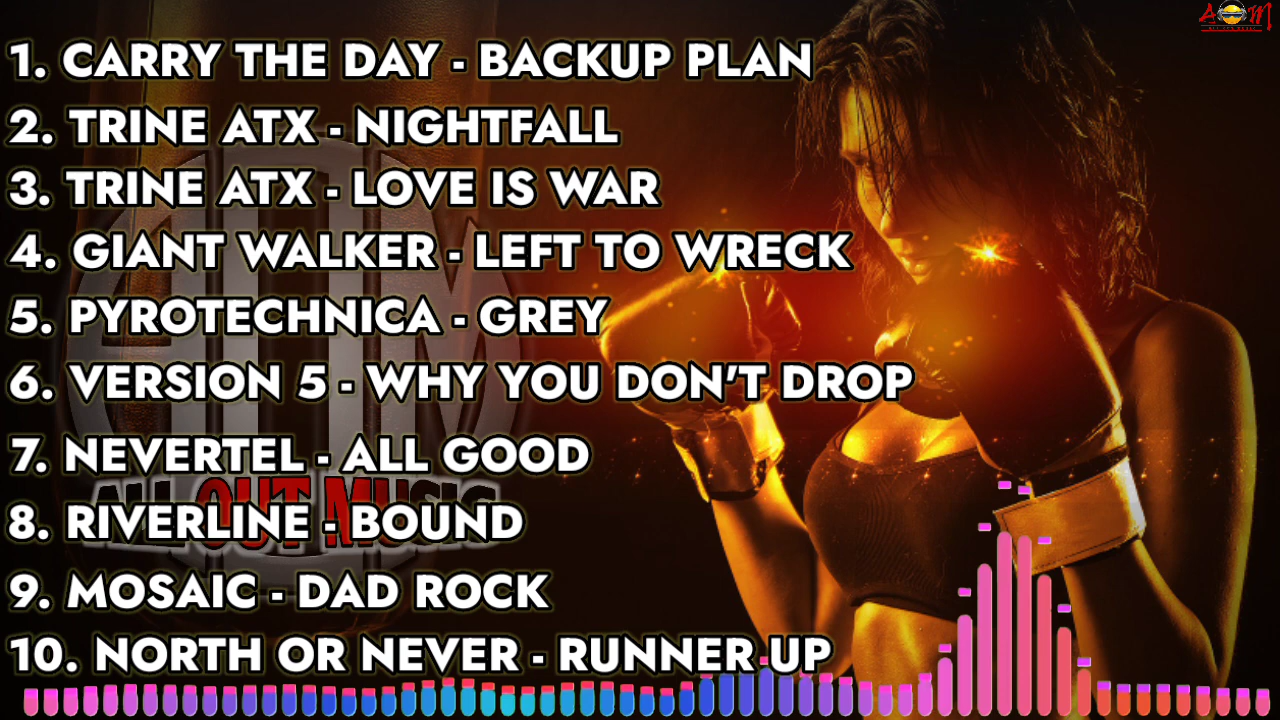 AOM
1. CARRY THE DAY - BACKUP PLAN
2. TRINE ATX - NIGHTFALL
3. TRINE ATX - LOVE IS WAR
4. GIANT WALKER - LEFT TO WRECK
5. PYROTECHNICA - GREY
6. VERSION 5 - WHY YOU DON'T DROP
7. NEVERTEL - ALL GOOD
ALL OUT MUSIC
8. RIVERLINE - BOUND
9. MOSAIC - DAD ROCK
10. NORTH OR NEVER - RUNNER UP